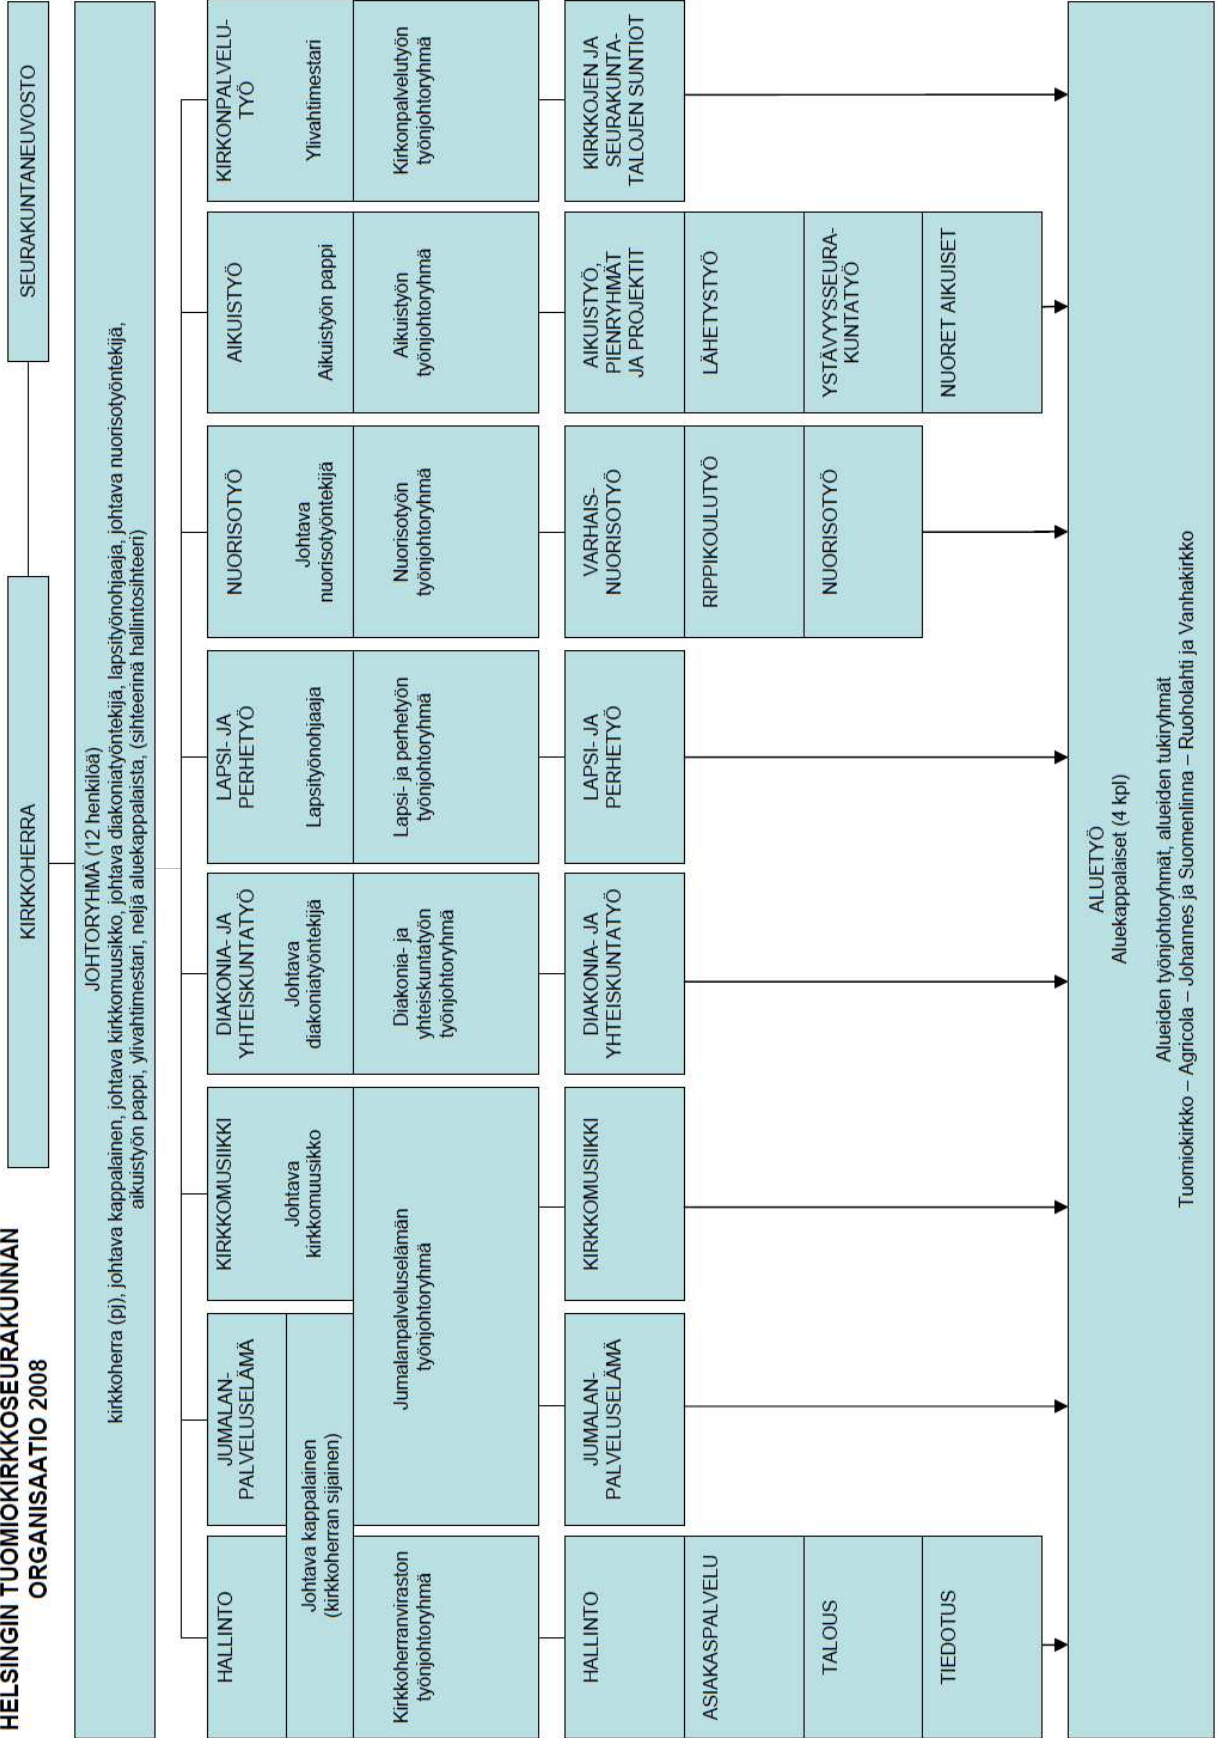 HELSINGIN TUOMIOKIRKKOSEURAKUNNAN
ORGANISAATIO 2008
KIRKKOHERRA
SEURAKUNTANEUVOSTO
JOHTORYHMÄ (12 henkilöä)
kirkkoherra (pj), johtava kappalainen, johtava kirkkomuusikko, johtava diakoniatyöntekijä, lapsityönohjaaja, johtava nuorisotyöntekijä,
aikuistyön pappi, ylivahtimestari, neljä aluekappalaista, (sihteerinä hallintosihteeri)
HALLINTO
JUMALAN-
PALVELUSELÄMÄ
Johtava kappalainen
(kirkkoherran sijainen)
KIRKKOMUSIIKKI
Johtava
kirkkomuusikko
DIAKONIA- JA
YHTEISKUNTATYÖ
Johtava
diakoniatyöntekijä
LAPSI- JA
PERHETYÖ
Lapsityönohjaaja
NUORISOTYÖ
Johtava
nuorisotyöntekijä
AIKUISTYÖ
Aikuistyön pappi
KIRKONPALVELU-
TYÖ
Ylivahtimestari
Kirkkoherranviraston
työnjohtoryhmä
Jumalanpalveluselämän
työnjohtoryhmä
Diakonia- ja
yhteiskuntatyön
työnjohtoryhmä
Lapsi- ja perhetyön
työnjohtoryhmä
Nuorisotyön
työnjohtoryhmä
Aikuistyön
työnjohtoryhmä
Kirkonpalvelutyön
työnjohtoryhmä
HALLINTO
ASIAKASPALVELU
TALOUS
TIEDOTUS
JUMALAN-
PALVELUSELÄMÄ
KIRKKOMUSIIKKI
DIAKONIA- JA
YHTEISKUNTATYÖ
LAPSI- JA
PERHETYÖ
VARHAIS-
NUORISOTYÖ
RIPPIKOULUTYÖ
NUORISOTYÖ
AIKUISTYÖ,
PIENRYHMÄT
JA PROJEKTIT
LÄHETYSTYÖ
YSTÄVYYSSEURA-
KUNTATYÖ
NUORET AIKUISET
KIRKKOJEN JA
SEURAKUNTA-
TALOJEN SUNTIOT
ALUETYÖ
Aluekappalaiset (4 kpl)
Alueiden työnjohtoryhmät, alueiden tukiryhmät
Tuomiokirkko – Agricola – Johannes ja Suomenlinna – Ruoholahti ja Vanhakirkko